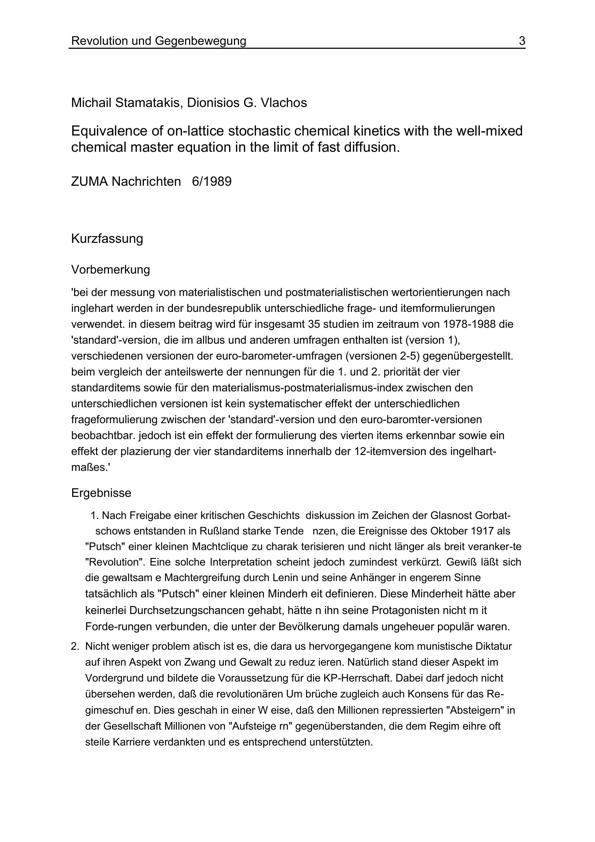 Revolution und Gegenbewegung 3
Michail Stamatakis, Dionisios G. Vlachos
Equivalence of on-lattice stochastic chemical kinetics with the well-mixed
chemical master equation in the limit of fast diffusion.
ZUMA Nachrichten 6/1989
Kurzfassung
Vorbemerkung
'bei der messung von materialistischen und postmaterialistischen wertorientierungen nach
inglehart werden in der bundesrepublik unterschiedliche frage- und itemformulierungen
verwendet. in diesem beitrag wird für insgesamt 35 studien im zeitraum von 1978-1988 die
'standard'-version, die im allbus und anderen umfragen enthalten ist (version 1),
verschiedenen versionen der euro-barometer-umfragen (versionen 2-5) gegenübergestellt.
beim vergleich der anteilswerte der nennungen für die 1. und 2. priorität der vier
standarditems sowie für den materialismus-postmaterialismus-index zwischen den
unterschiedlichen versionen ist kein systematischer effekt der unterschiedlichen
frageformulierung zwischen der 'standard'-version und den euro-baromter-versionen
beobachtbar. jedoch ist ein effekt der formulierung des vierten items erkennbar sowie ein
effekt der plazierung der vier standarditems innerhalb der 12-itemversion des ingelhart-
maßes.'
Ergebnisse
1. Nach Freigabe einer kritischen Geschichts diskussion im Zeichen der Glasnost Gorbat-
schows entstanden in Rußland starke Tende nzen, die Ereignisse des Oktober 1917 als
"Putsch" einer kleinen Machtclique zu charak terisieren und nicht länger als breit veranker-te
"Revolution". Eine solche Interpretation scheint jedoch zumindest verkürzt. Gewiß läßt sich
die gewaltsam e Machtergreifung durch Lenin und seine Anhänger in engerem Sinne
tatsächlich als "Putsch" einer kleinen Minderh eit definieren. Diese Minderheit hätte aber
keinerlei Durchsetzungschancen gehabt, hätte n ihn seine Protagonisten nicht m it
Forde-rungen verbunden, die unter der Bevölkerung damals ungeheuer populär waren.
2. Nicht weniger problem atisch ist es, die dara us hervorgegangene kom munistische Diktatur
auf ihren Aspekt von Zwang und Gewalt zu reduz ieren. Natürlich stand dieser Aspekt im
Vordergrund und bildete die Voraussetzung für die KP-Herrschaft. Dabei darf jedoch nicht
übersehen werden, daß die revolutionären Um brüche zugleich auch Konsens für das Re-
gimeschuf en. Dies geschah in einer W eise, daß den Millionen repressierten "Absteigern" in
der Gesellschaft Millionen von "Aufsteige rn" gegenüberstanden, die dem Regim eihre oft
steile Karriere verdankten und es entsprechend unterstützten.